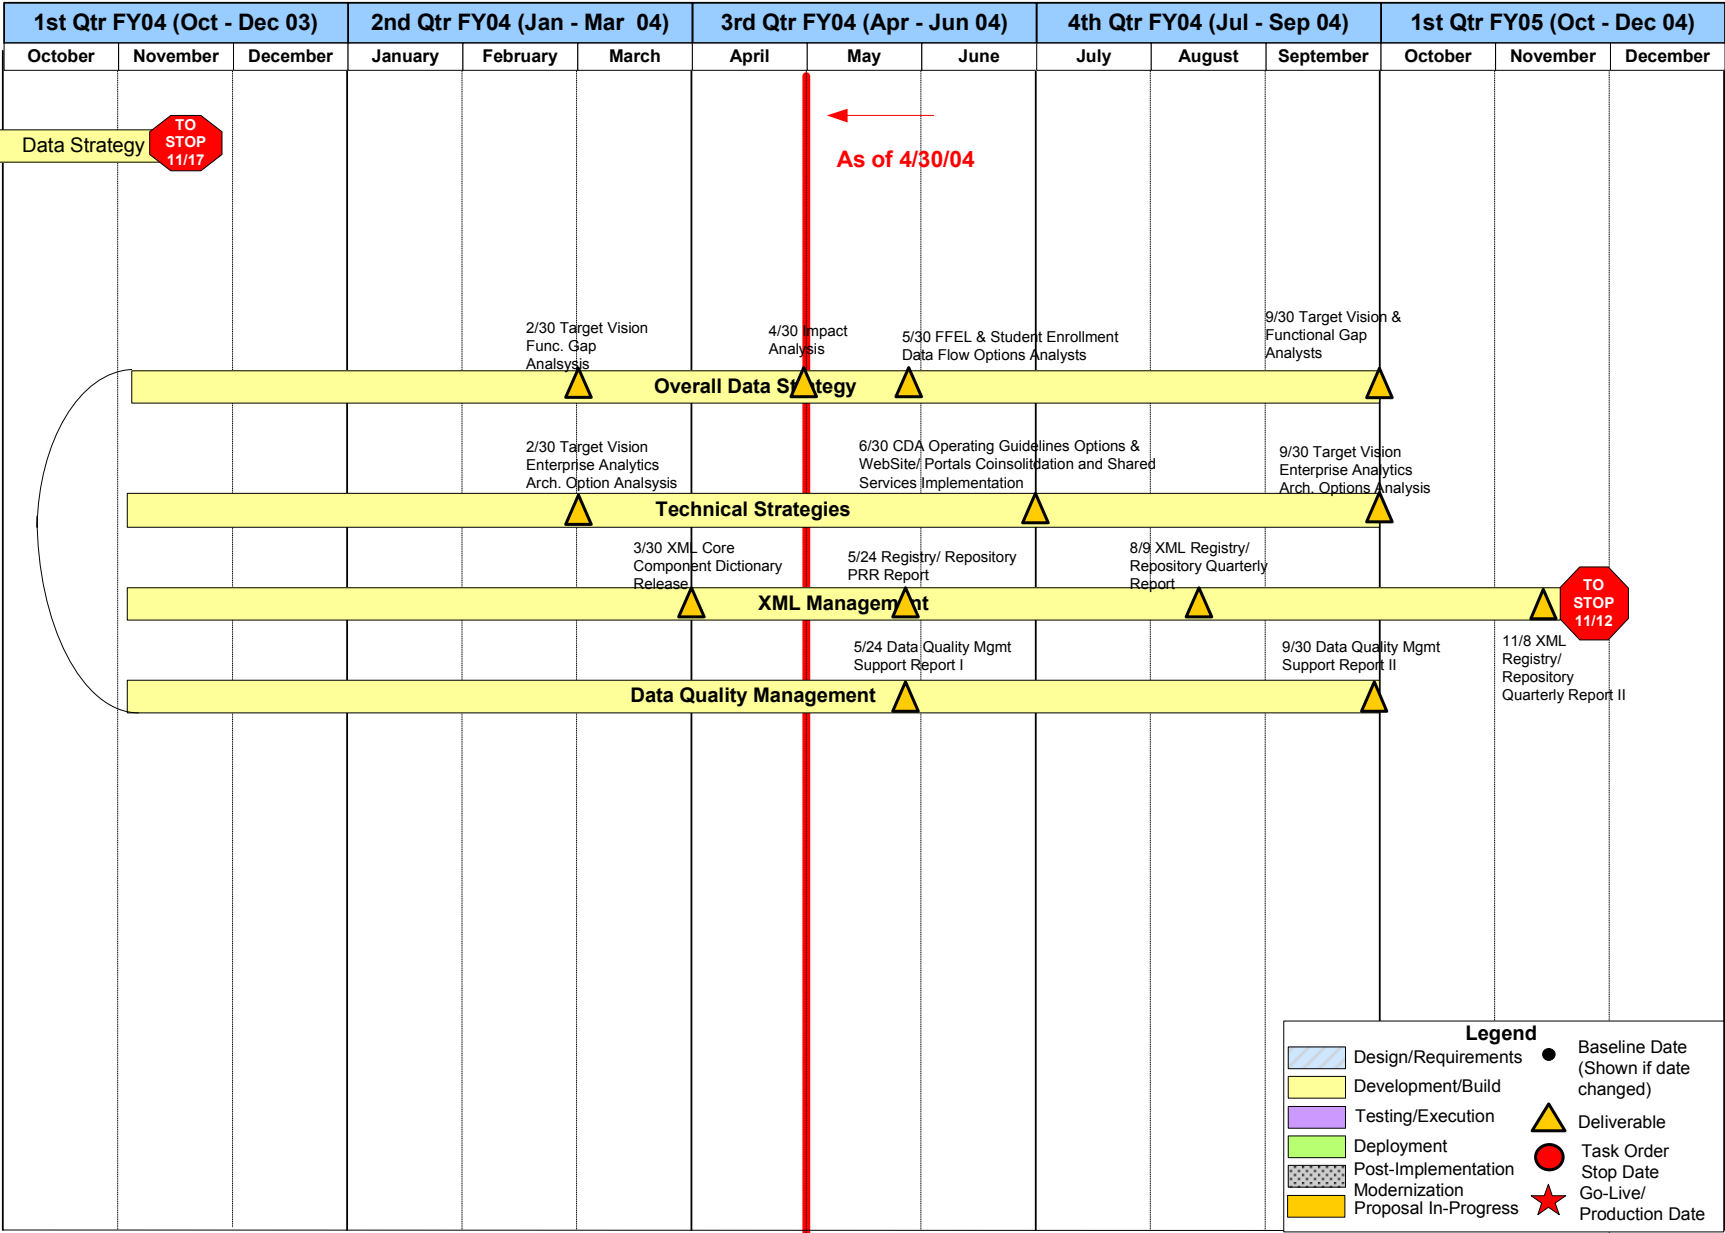 1st Qtr FY04 (Oct - Dec 03)
2nd Qtr FY04 (Jan - Mar 04)
3rd Qtr FY04 (Apr - Jun 04)
4th Qtr FY04 (Jul - Sep 04)
1st Qtr FY05 (Oct - Dec 04)
October
November
December
January
February
March
April
May
June
July
August
September
October
November
December
Data Strategy
TO
STOP
11/17
As of 4/30/04
2/30 Target Vision
Func. Gap
Analsysis
4/30 Impact
Analysis
5/30 FFEL & Student Enrollment
Data Flow Options Analysts
9/30 Target Vision &
Functional Gap
Analysts
Overall Data Strategy
2/30 Target Vision
Enterprise Analytics
Arch. Option Analsysis
6/30 CDA Operating Guidelines Options &
WebSite/ Portals Coinsolitdation and Shared
Services Implementation
9/30 Target Vision
Enterprise Analytics
Arch. Options Analysis
Technical Strategies
3/30 XML Core
Component Dictionary
Release
5/24 Registry/ Repository
PRR Report
8/9 XML Registry/
Repository Quarterly
Report
XML Management
TO
STOP
11/12
5/24 Data Quality Mgmt
Support Report I
9/30 Data Quality Mgmt
Support Report II
11/8 XML
Registry/
Repository
Quarterly Report II
Data Quality Management
Legend
Design/Requirements
Development/Build
Testing/Execution
Deployment
Post-Implementation
Modernization
Proposal In-Progress
Baseline Date
(Shown if date
changed)
Deliverable
Task Order
Stop Date
Go-Live/
Production Date